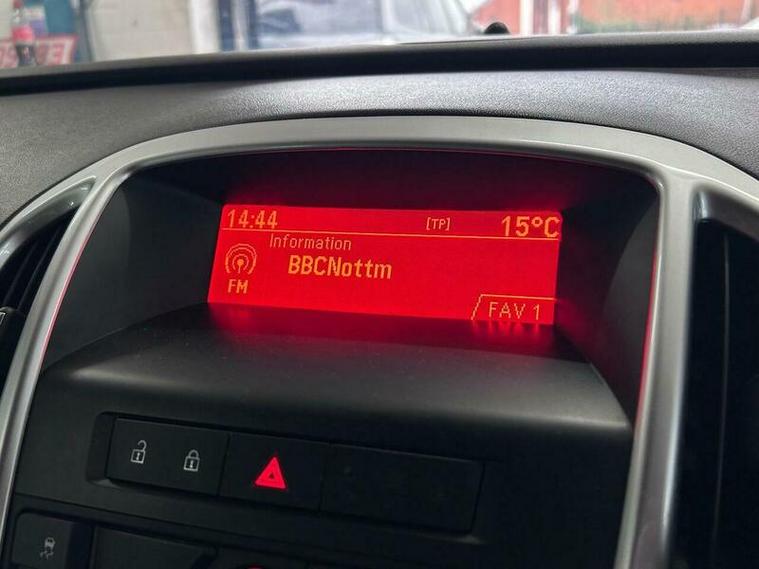 14:44 [TP] 15°C
Information
BBCNottm
FM
FAV 1